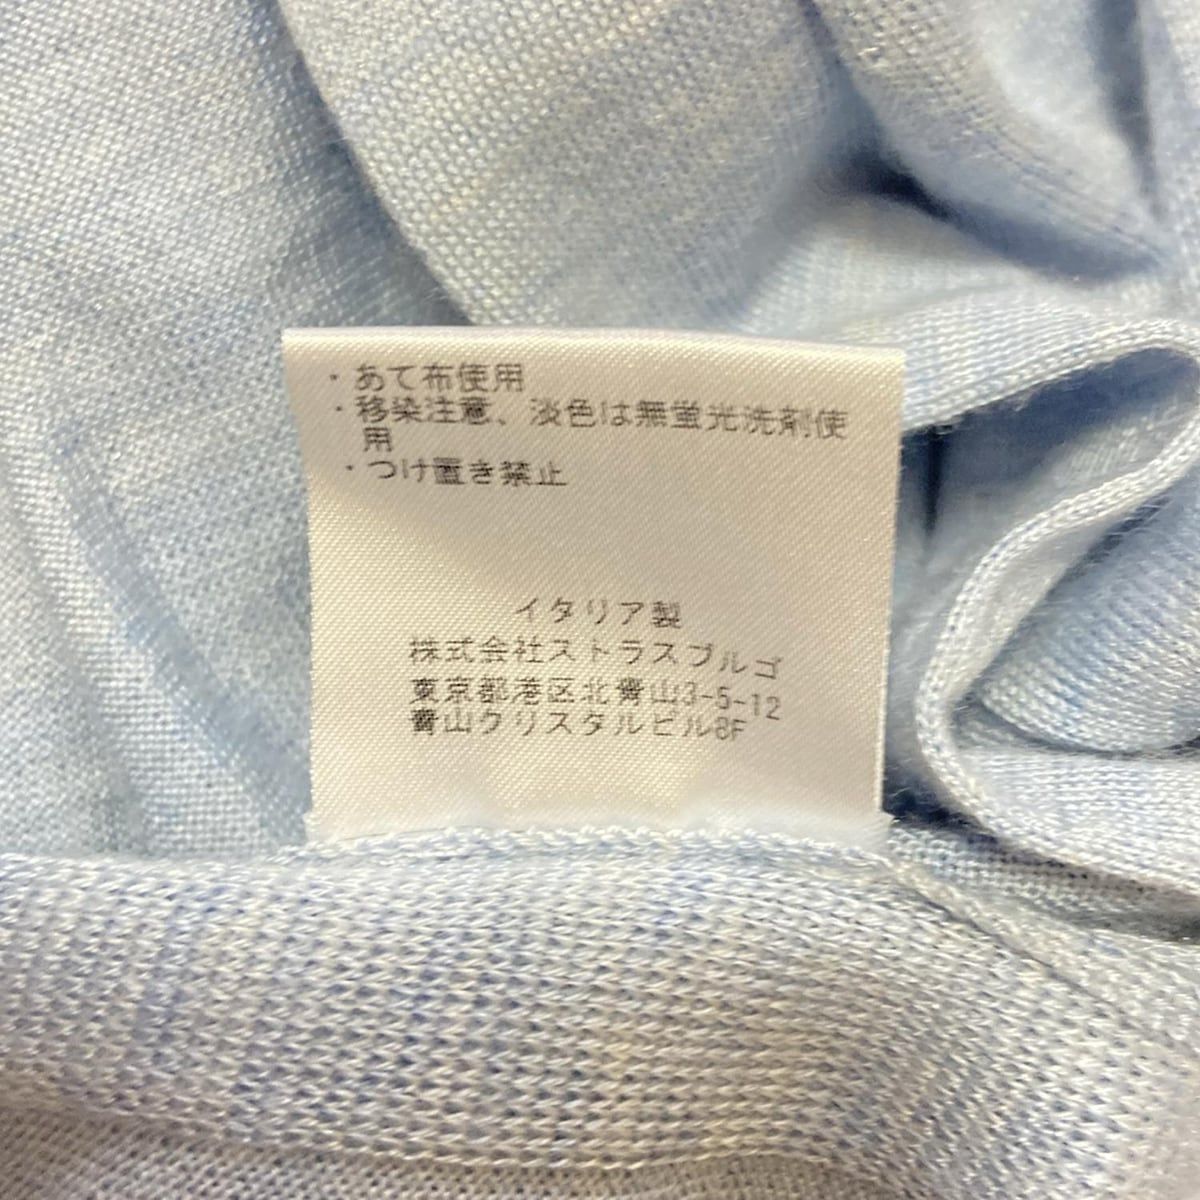 ・あて布使用
・移染注意、淡色は無蛍光洗剤使
用
・つけ置き禁止
イタリア製
株式会社ストラスブルゴ
東京都港区北青山3-5-12
青山クリスタルビル8F